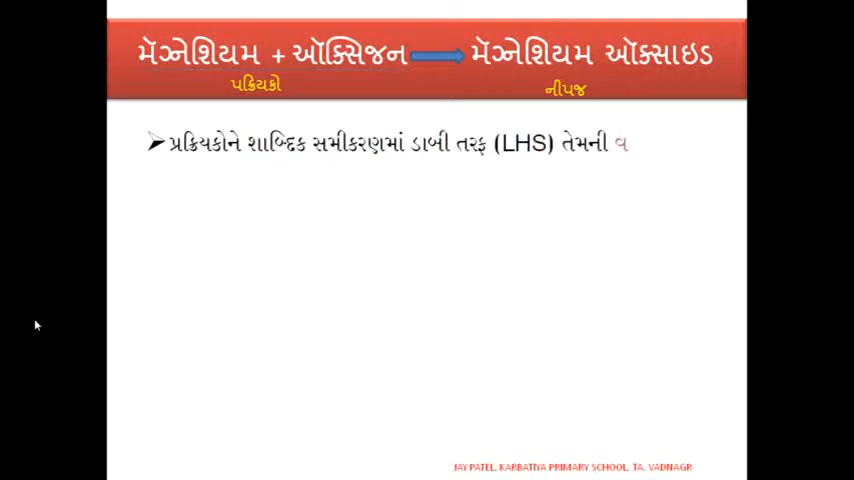 મૅગ્નેશિયમ + ઑક્સિજન મૅગ્નેશિયમ ઑક્સાઇડ
પક્રિયકો નીપજ
પ્રક્રિયકોને શાબ્દિક સમીકરણમાં ડાબી તરફ (LHS) તેમની વ
JAY PATEL, KARBATIYA PRIMARY SCHOOL, TA. VADNAGR